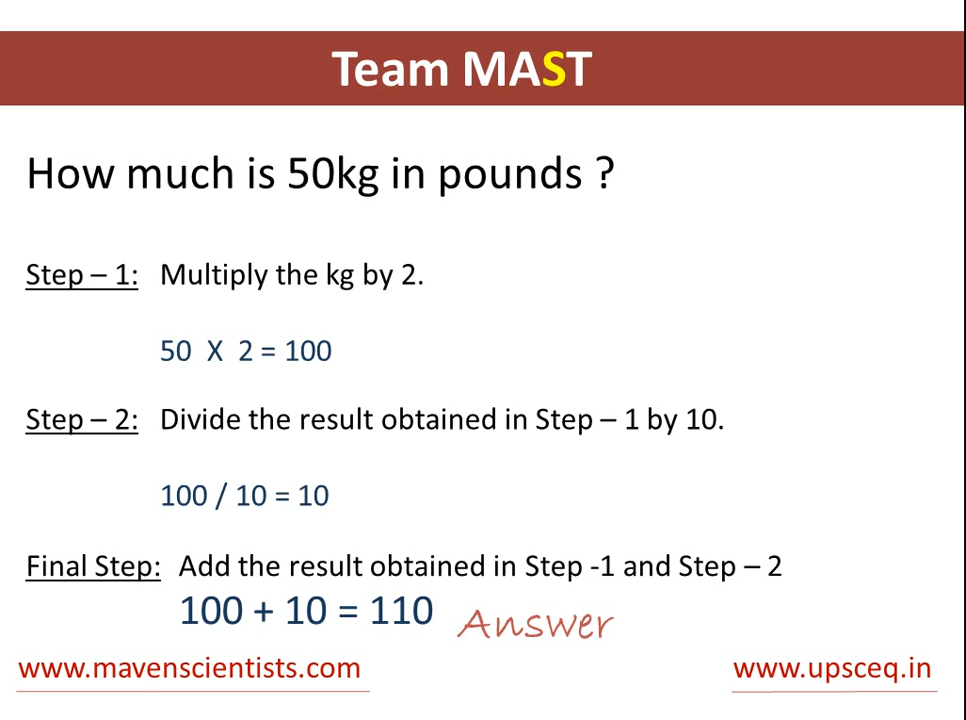 Team MAST
How much is 50kg in pounds ?
Step – 1: Multiply the kg by 2.
50 X 2 = 100
Step – 2: Divide the result obtained in Step – 1 by 10.
100 / 10 = 10
Final Step: Add the result obtained in Step -1 and Step – 2
100 + 10 = 110 Answer
www.mavenscientists.com www.upsceq.in